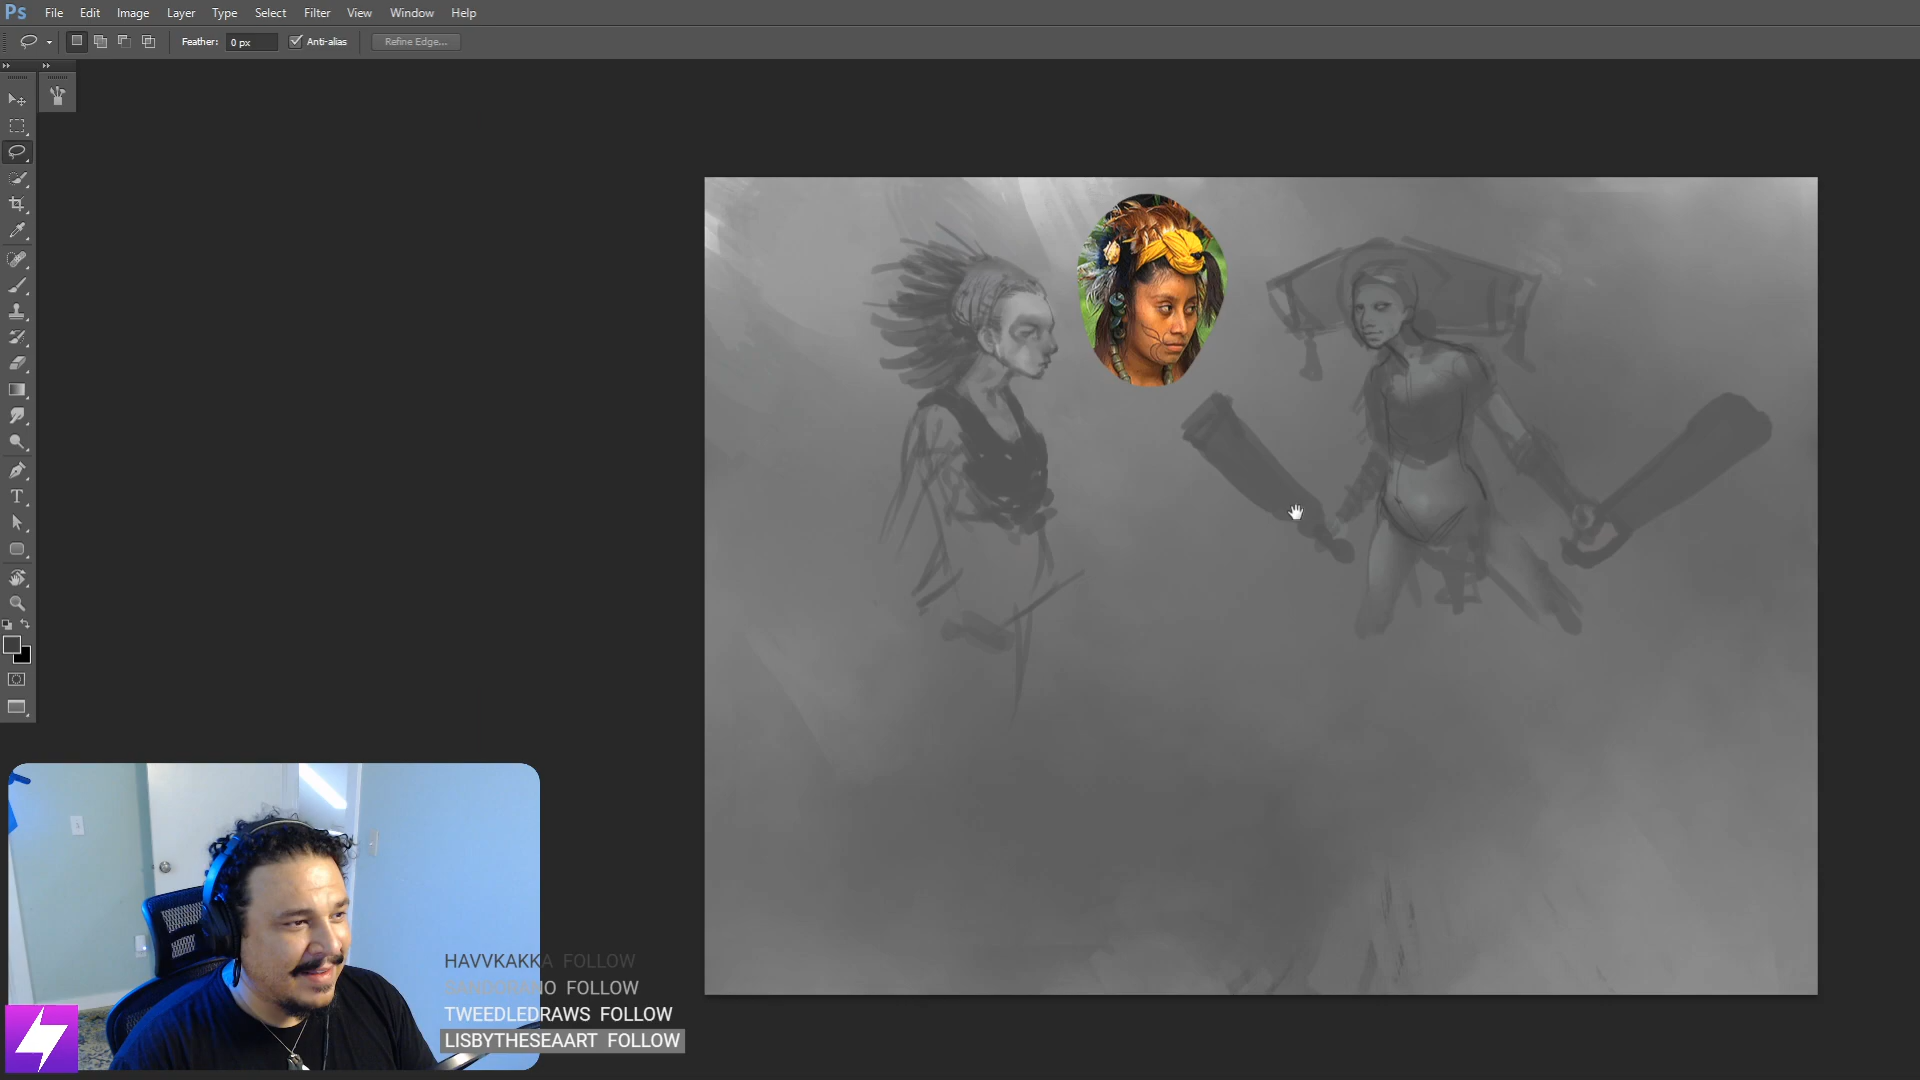 Ps File Edit Image Layer Type Select Filter View Window Help
Feather: 0 px Anti-alias Refine Edge...
T
HAVVKAKKA FOLLOW
FOLLOW
TWEEDLEDRAWS FOLLOW
LISBYTHESEAART FOLLOW